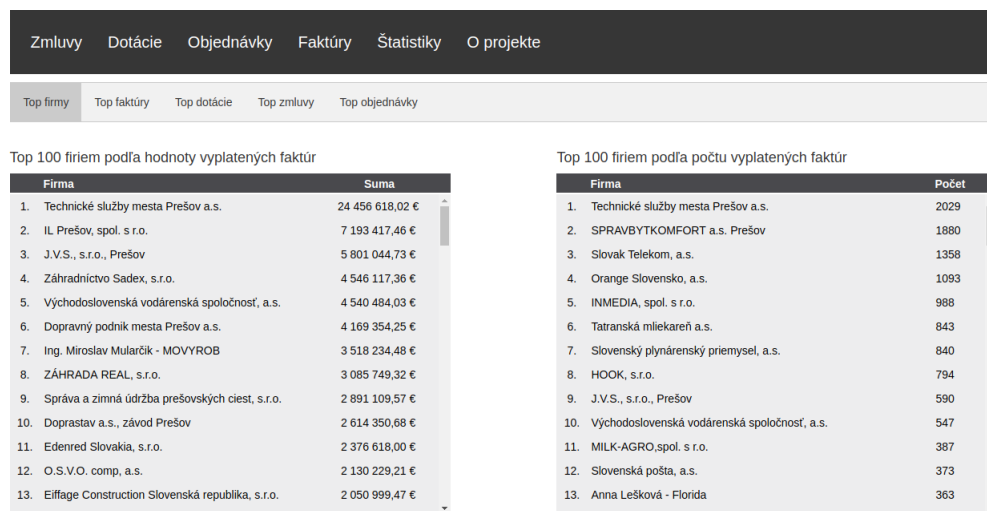 Zmluvy Dotácie Objednávky Faktúry Štatistiky O projekte
Top firmy Top faktúry Top dotácie Top zmluvy Top objednávky
Top 100 firiem podľa hodnoty vyplatených faktúr
Firma Suma
1. Technické služby mesta Prešov a.s. 24 456 618,02 €
2. IL Prešov, spol. s r.o. 7 193 417,46 €
3. J.V.S., s.r.o., Prešov 5 801 044,73 €
4. Záhradníctvo Sadex, s.r.o. 4 546 117,36 €
5. Východoslovenská vodárenská spoločnosť, a.s. 4 540 484,03 €
6. Dopravný podnik mesta Prešov a.s. 4 169 354,25 €
7. Ing. Miroslav Mularčik - MOVYROB 3 518 234,48 €
8. ZÁHRADA REAL, s.r.o. 3 085 749,32 €
9. Správa a zimná údržba prešovských ciest, s.r.o. 2 891 109,57 €
10. Doprastav a.s., závod Prešov 2 614 350,68 €
11. Edenred Slovakia, s.r.o. 2 376 618,00 €
12. O.S.V.O. comp, a.s. 2 130 229,21 €
13. Eiffage Construction Slovenská republika, s.r.o. 2 050 999,47 €
Top 100 firiem podľa počtu vyplatených faktúr
Firma Počet
1. Technické služby mesta Prešov a.s. 2029
2. SPRAVBYTKOMFORT a.s. Prešov 1880
3. Slovak Telekom, a.s. 1358
4. Orange Slovensko, a.s. 1093
5. INMEDIA, spol. s r.o. 988
6. Tatranská mliekareň a.s. 843
7. Slovenský plynárenský priemysel, a.s. 840
8. HOOK, s.r.o. 794
9. J.V.S., s.r.o., Prešov 590
10. Východoslovenská vodárenská spoločnosť, a.s. 547
11. MILK-AGRO,spol. s r.o. 387
12. Slovenská pošta, a.s. 373
13. Anna Lešková - Florida 363